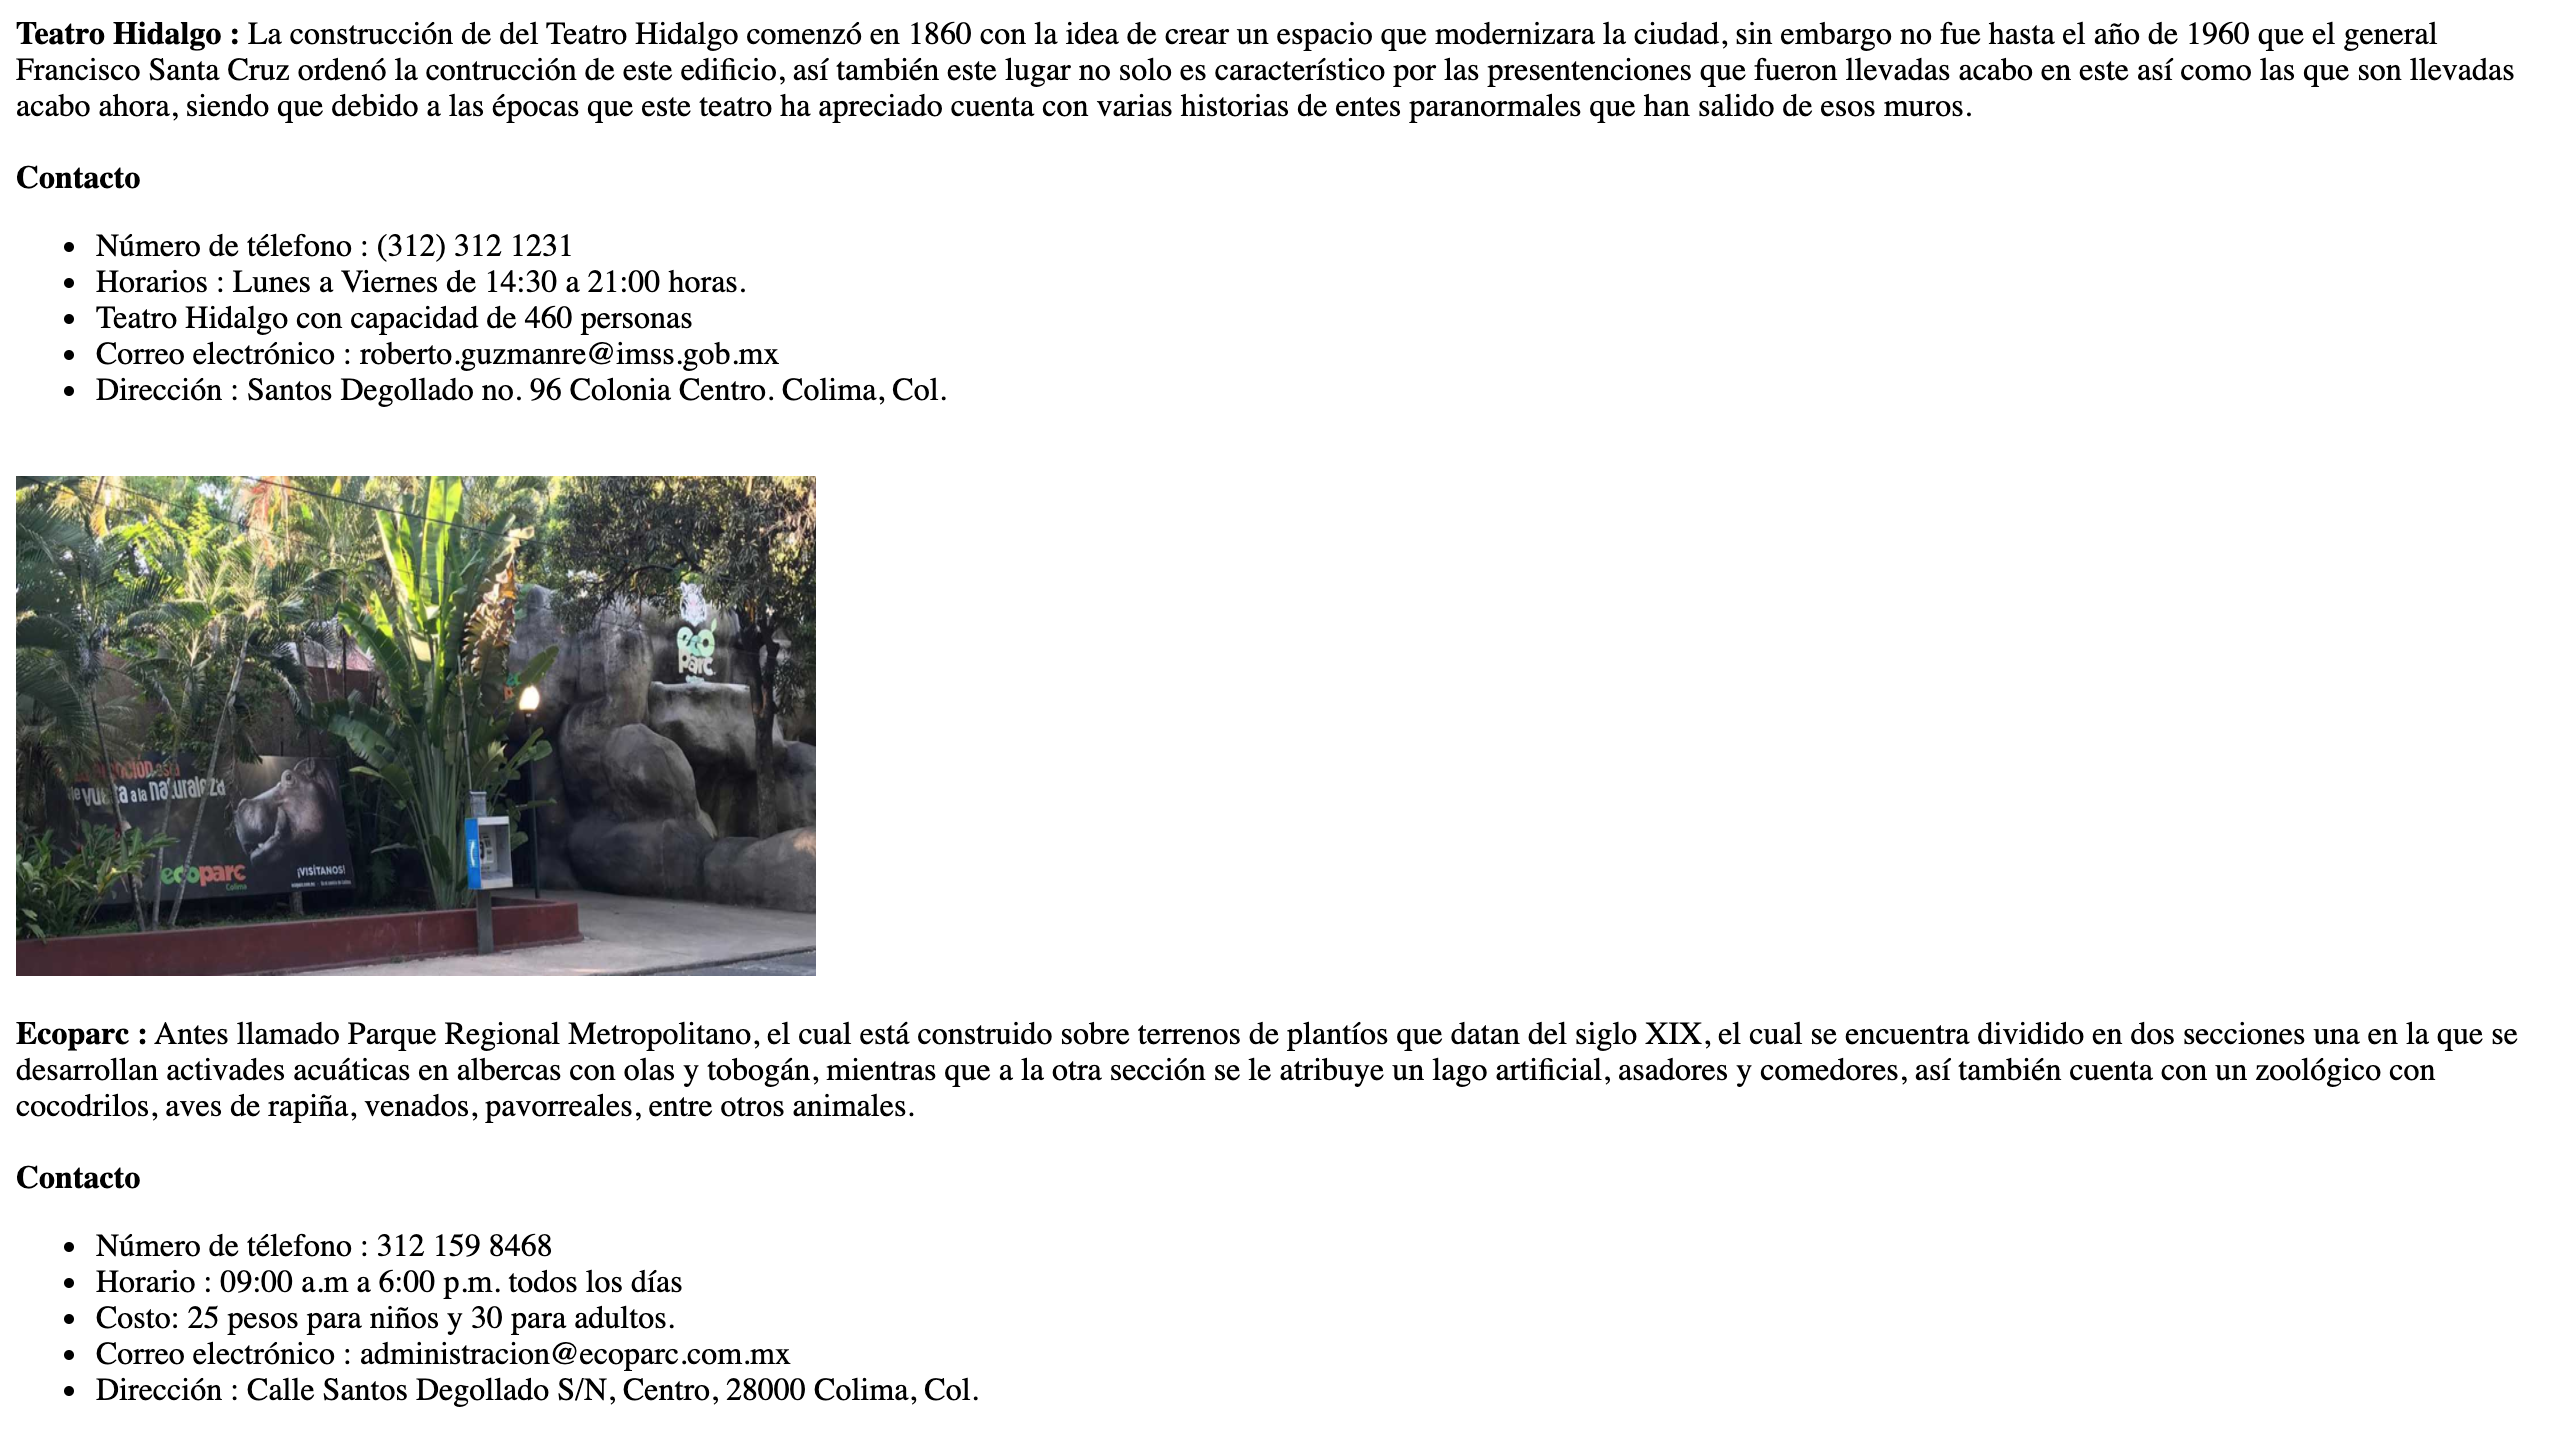 Teatro Hidalgo : La construcción de del Teatro Hidalgo comenzó en 1860 con la idea de crear un espacio que modernizara la ciudad, sin embargo no fue hasta el año de 1960 que el general
Francisco Santa Cruz ordenó la contrucción de este edificio, así también este lugar no solo es característico por las presentenciones que fueron llevadas acabo en este así como las que son llevadas
acabo ahora, siendo que debido a las épocas que este teatro ha apreciado cuenta con varias historias de entes paranormales que han salido de esos muros.
Contacto
• Número de télefono : (312) 312 1231
• Horarios : Lunes a Viernes de 14:30 a 21:00 horas.
• Teatro Hidalgo con capacidad de 460 personas
• Correo electrónico : roberto.guzmanre@imss.gob.mx
• Dirección : Santos Degollado no. 96 Colonia Centro. Colima, Col.
eco
parc
de vuelta a la naturaleza
ecoparc
Colima
¡VISÍTANOS!
Ecoparc : Antes llamado Parque Regional Metropolitano, el cual está construido sobre terrenos de plantíos que datan del siglo XIX, el cual se encuentra dividido en dos secciones una en la que se
desarrollan activades acuáticas en albercas con olas y tobogán, mientras que a la otra sección se le atribuye un lago artificial, asadores y comedores, así también cuenta con un zoológico con
cocodrilos, aves de rapiña, venados, pavorreales, entre otros animales.
Contacto
• Número de télefono : 312 159 8468
• Horario : 09:00 a.m a 6:00 p.m. todos los días
• Costo: 25 pesos para niños y 30 para adultos.
• Correo electrónico : administracion@ecoparc.com.mx
• Dirección : Calle Santos Degollado S/N, Centro, 28000 Colima, Col.